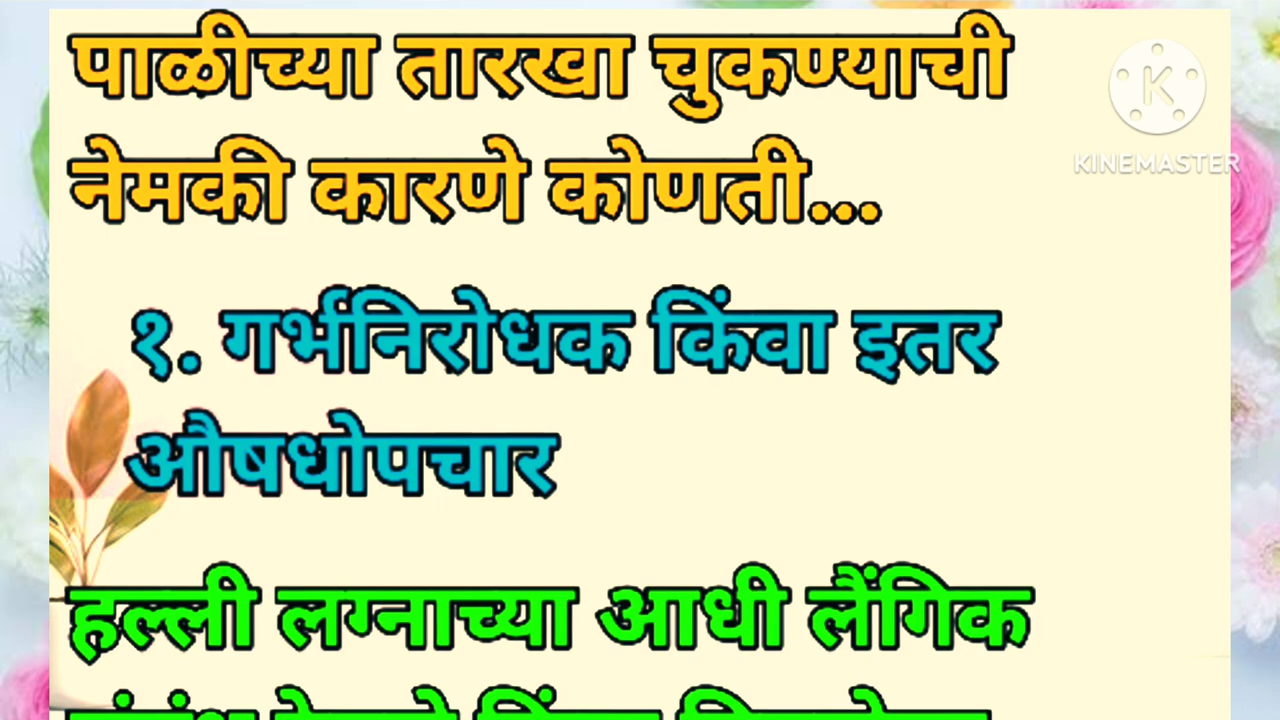 पाळीच्या तारखा चुकण्याची
नेमकी कारणे कोणती...
१. गर्भनिरोधक किंवा इतर
औषधोपचार
हल्ली लग्नाच्या आधी लैंगिक
KINEMASTER